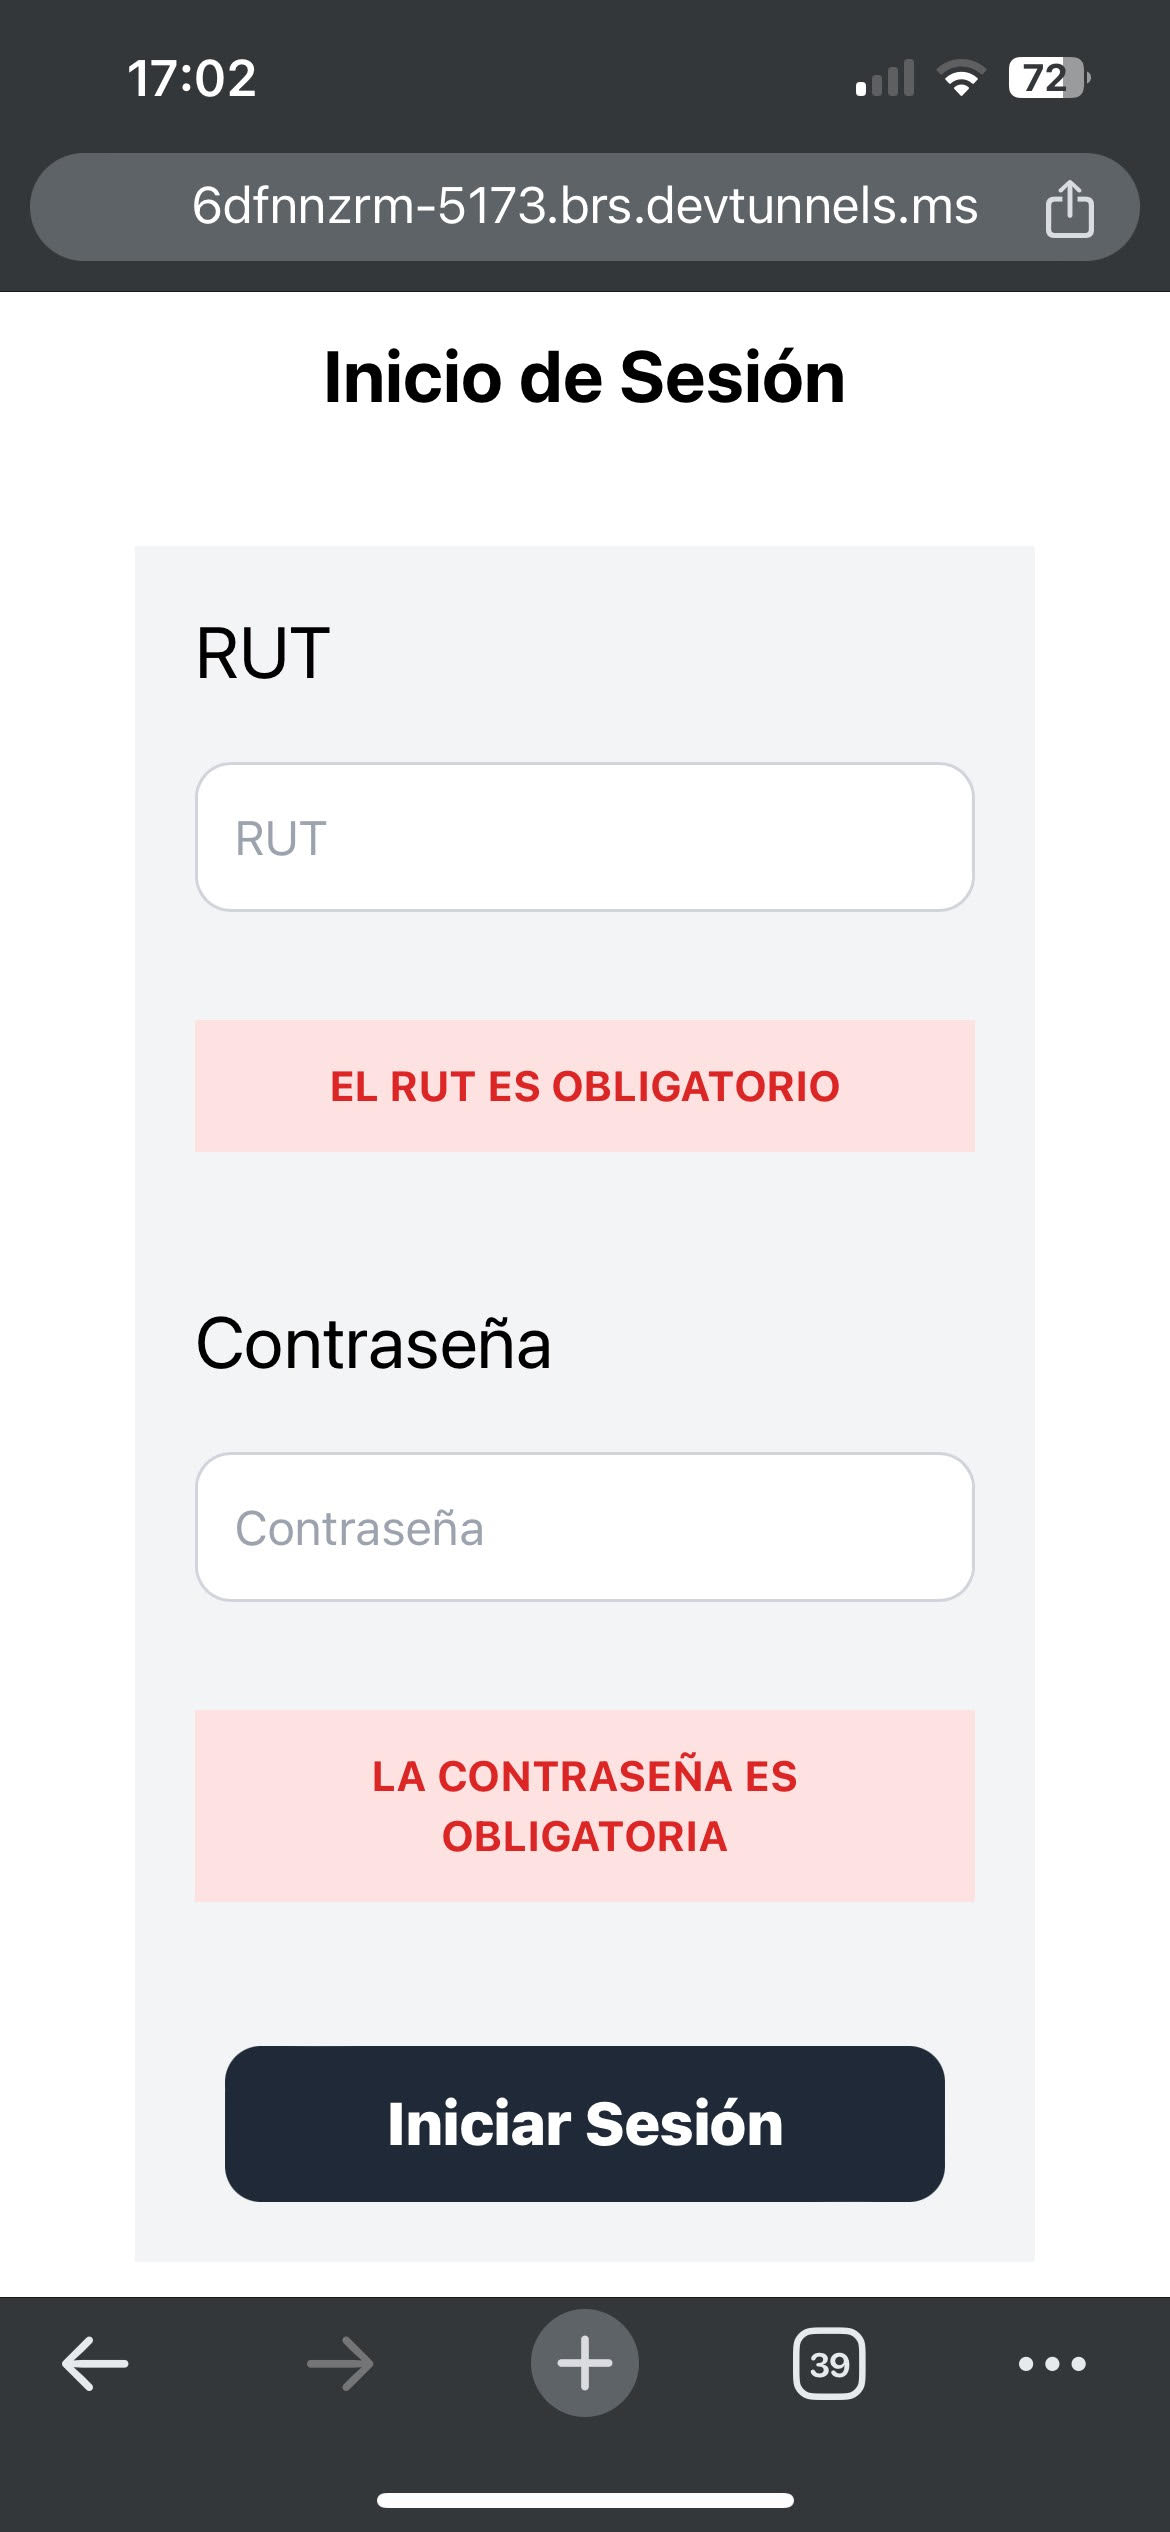 17:02
72
6dfnnzrm-5173.brs.devtunnels.ms
Inicio de Sesión
RUT
RUT
EL RUT ES OBLIGATORIO
Contraseña
Contraseña
LA CONTRASEÑA ES
OBLIGATORIA
Iniciar Sesión
39